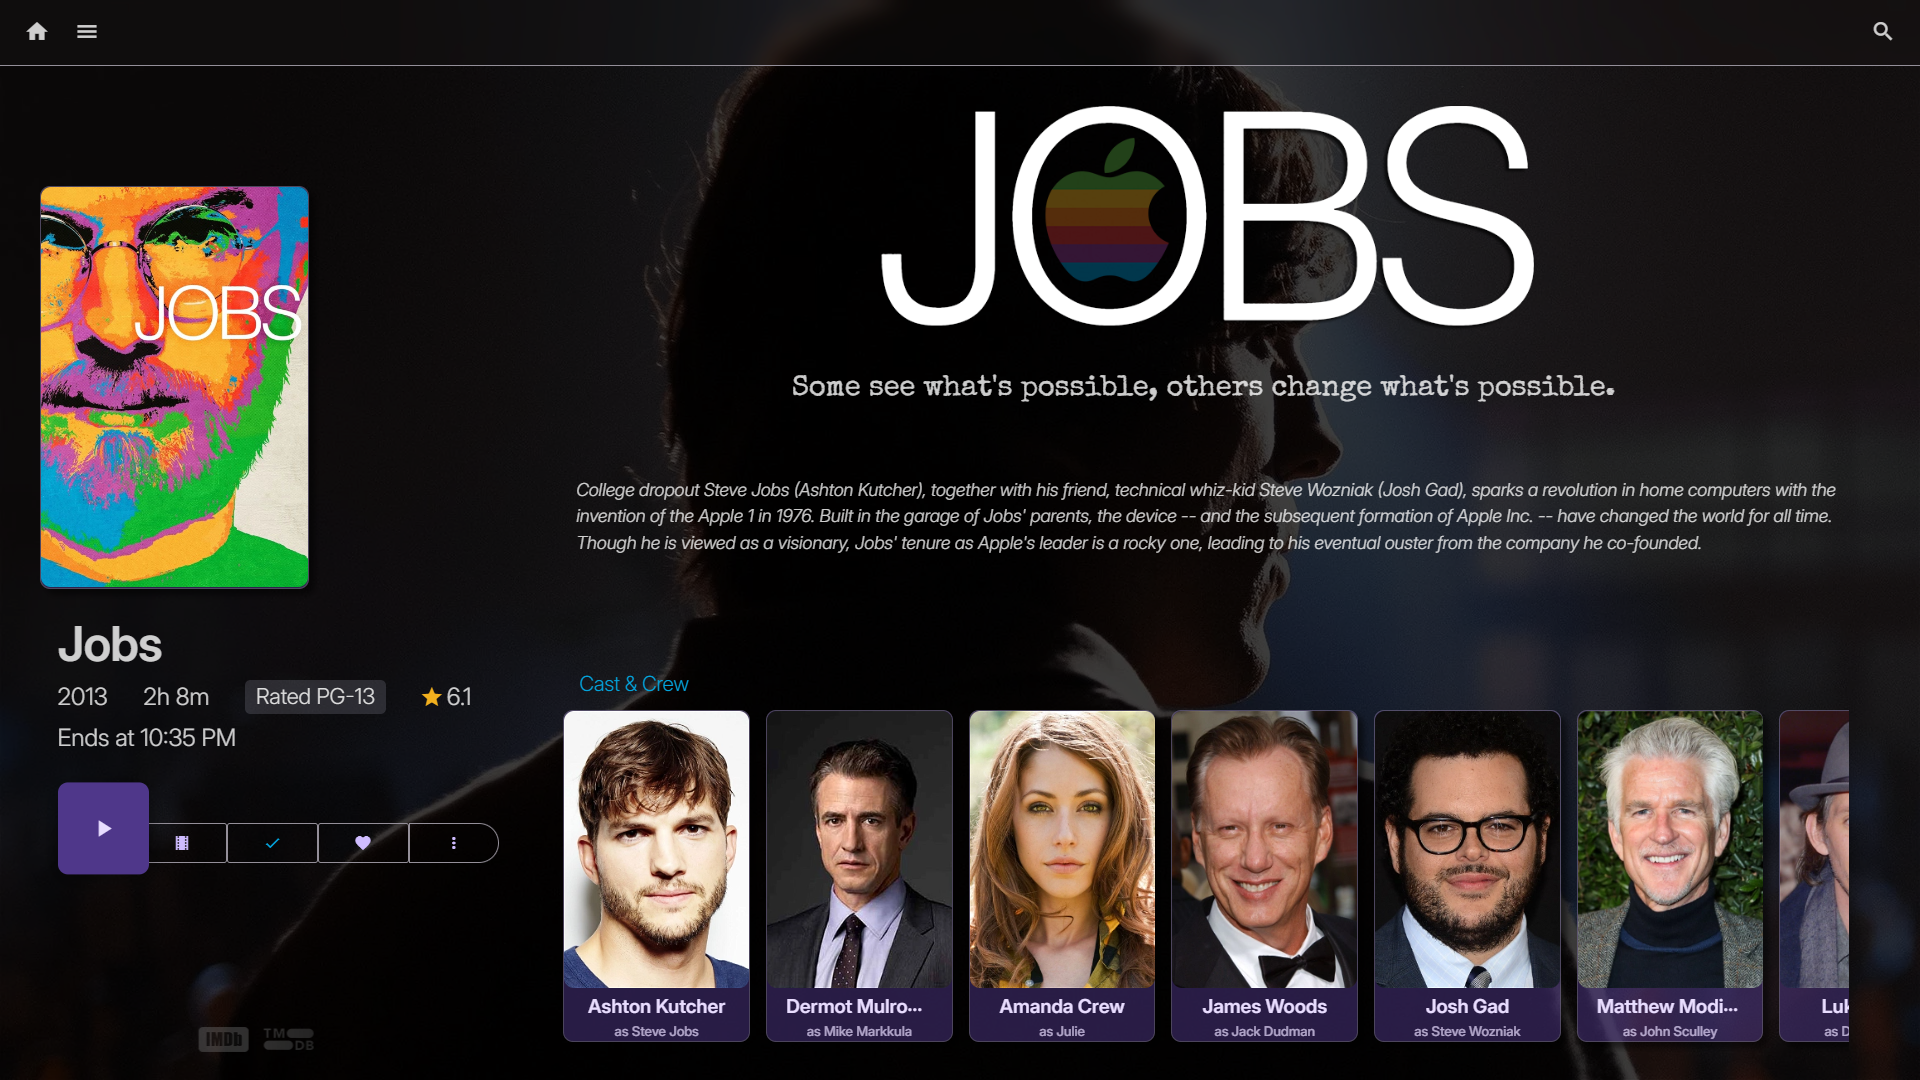 JOBS
Some see what's possible, others change what's possible.
JOBS
College dropout Steve Jobs (Ashton Kutcher), together with his friend, technical whiz-kid Steve Wozniak (Josh Gad), sparks a revolution in home computers with the
invention of the Apple 1 in 1976. Built in the garage of Jobs' parents, the device -- and the subsequent formation of Apple Inc. -- have changed the world for all time.
Though he is viewed as a visionary, Jobs' tenure as Apple's leader is a rocky one, leading to his eventual ouster from the company he co-founded.
Jobs
2013 2h 8m Rated PG-13 6.1
Ends at 10:35 PM
Cast & Crew
Ashton Kutcher
as Steve Jobs
Dermot Mulro...
as Mike Markkula
Amanda Crew
as Julie
James Woods
as Jack Dudman
Josh Gad
as Steve Wozniak
Matthew Modi...
as John Sculley
Luk
as D
IMDb
TM
DB